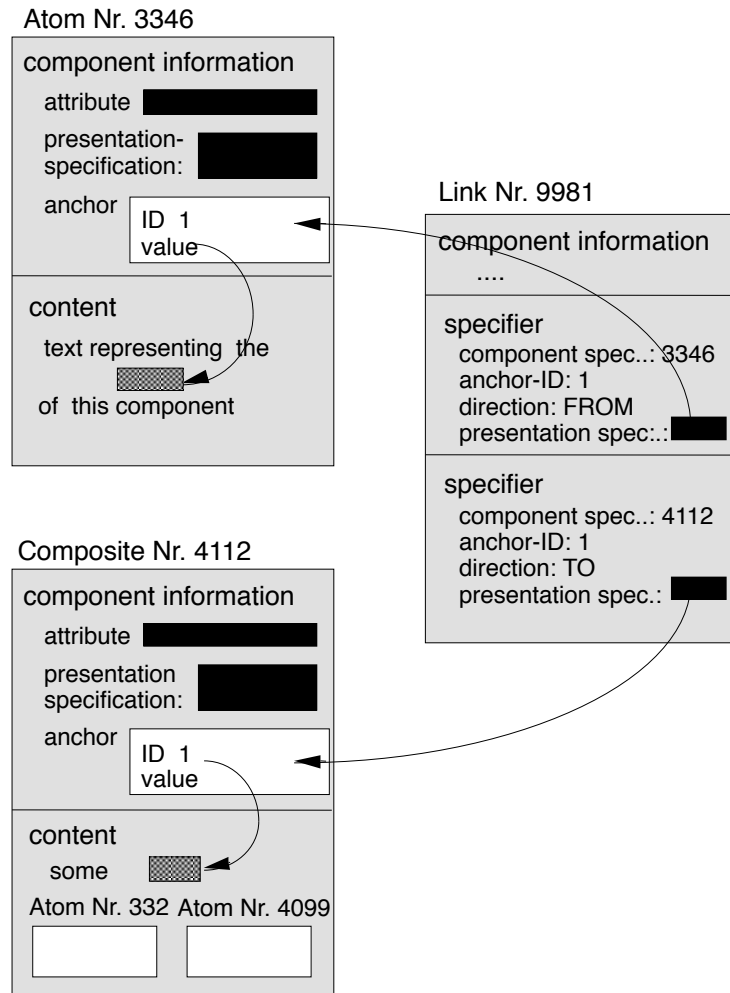 Atom Nr. 3346
component information
attribute
presentation-
specification:
anchor
ID 1
value
content
text representing the
of this component
Link Nr. 9981
component information
....
specifier
component spec..: 3346
anchor-ID: 1
direction: FROM
presentation spec:.:
specifier
component spec..: 4112
anchor-ID: 1
direction: TO
presentation spec.:
Composite Nr. 4112
component information
attribute
presentation
specification:
anchor
ID 1
value
content
some
Atom Nr. 332 Atom Nr. 4099